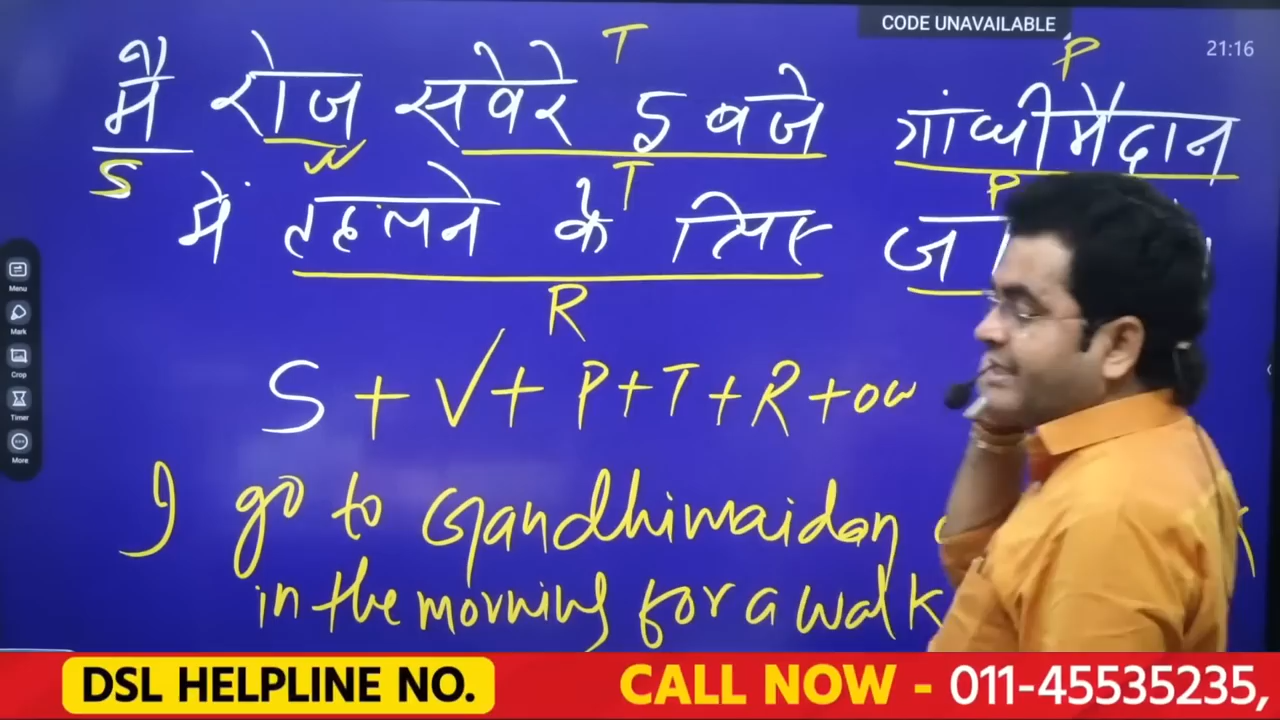 CODE UNAVAILABLE
21:16
T P
मै रोज सवेरे 5 बजे गांधीमैदान
S T P
में टहलने के लिए
R
S + V + P + T + R + ow
I go to Gandhimaidan
in the morning for a walk
Menu
Mark
Crop
Timer
More
DSL HELPLINE NO. CALL NOW - 011-45535235,